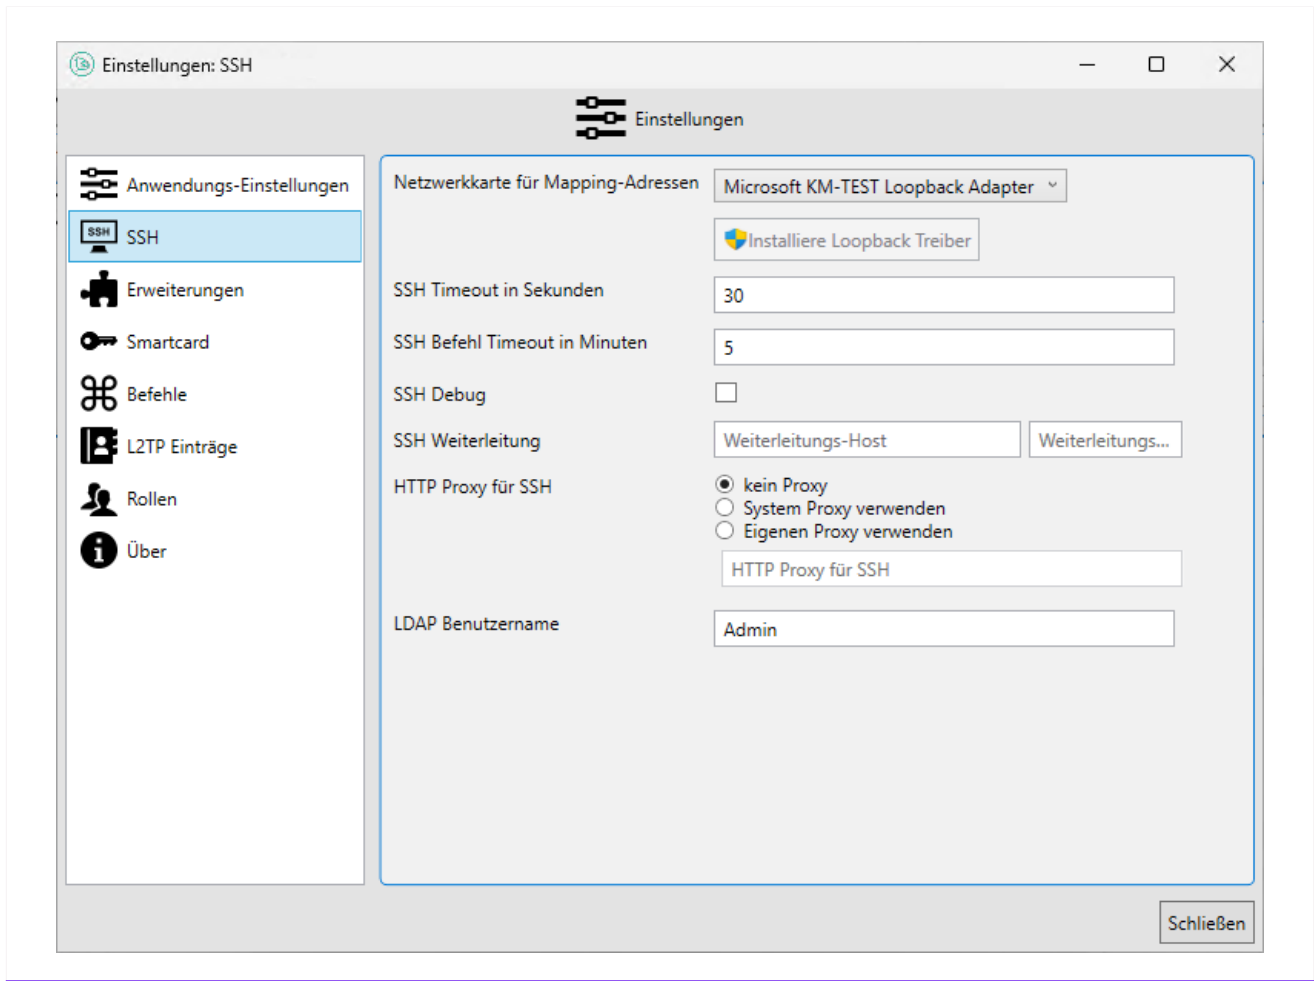 Einstellungen: SSH
Einstellungen
Anwendungs-Einstellungen
SSH
SSH
Erweiterungen
Smartcard
Befehle
L2TP Einträge
Rollen
Über
Netzwerkkarte für Mapping-Adressen
Microsoft KM-TEST Loopback Adapter
Installiere Loopback Treiber
SSH Timeout in Sekunden
30
SSH Befehl Timeout in Minuten
5
SSH Debug
SSH Weiterleitung
Weiterleitungs-Host
Weiterleitungs...
HTTP Proxy für SSH
kein Proxy
System Proxy verwenden
Eigenen Proxy verwenden
HTTP Proxy für SSH
LDAP Benutzername
Admin
Schließen